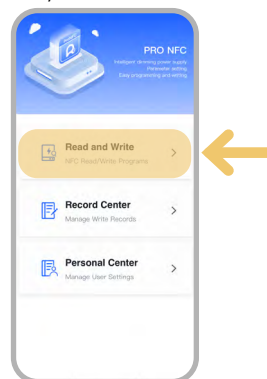 PRO NFC
Intelligent dimming power supply
Parameter setting
Easy programming and editing
Read and Write
NFC Read/Write Programs
Record Center
Manage Write Records
Personal Center
Manage User Settings